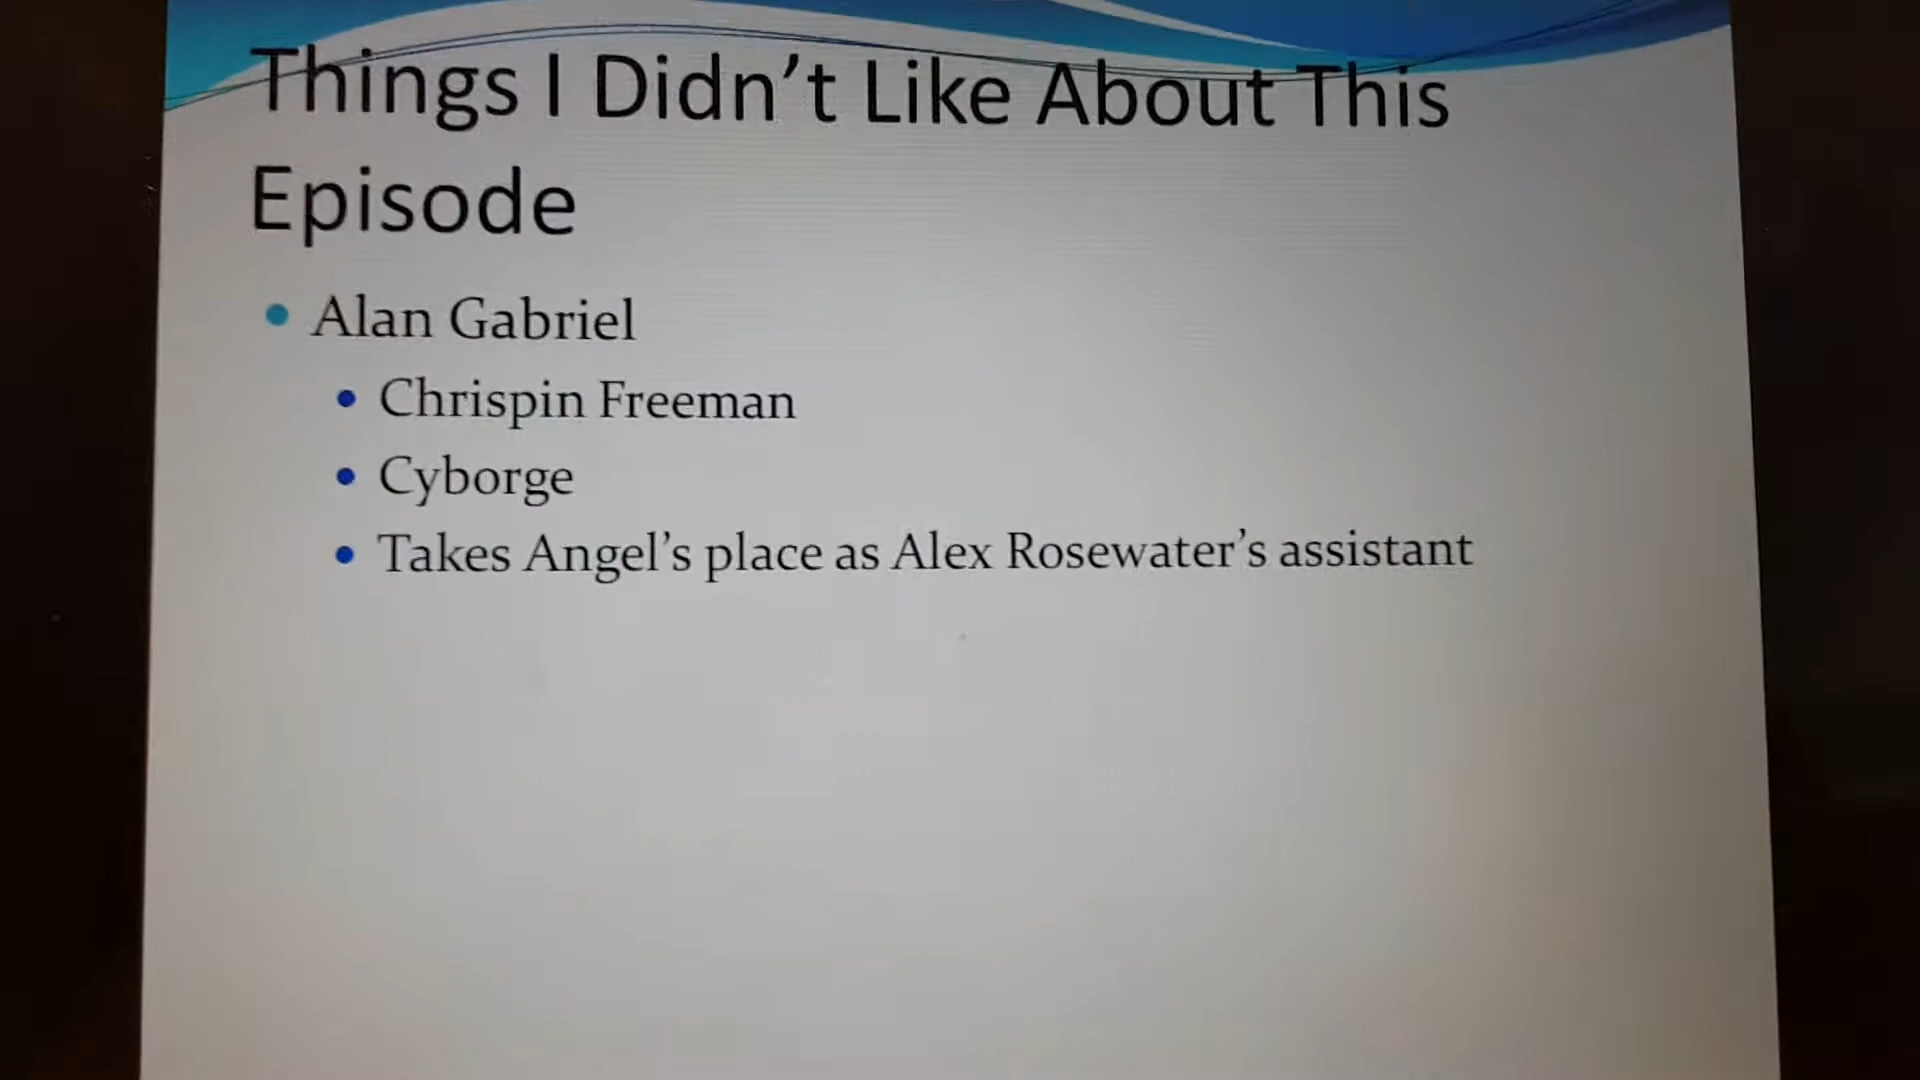 Things I Didn’t Like About This
Episode
Alan Gabriel
Chrispin Freeman
Cyborge
Takes Angel’s place as Alex Rosewater’s assistant